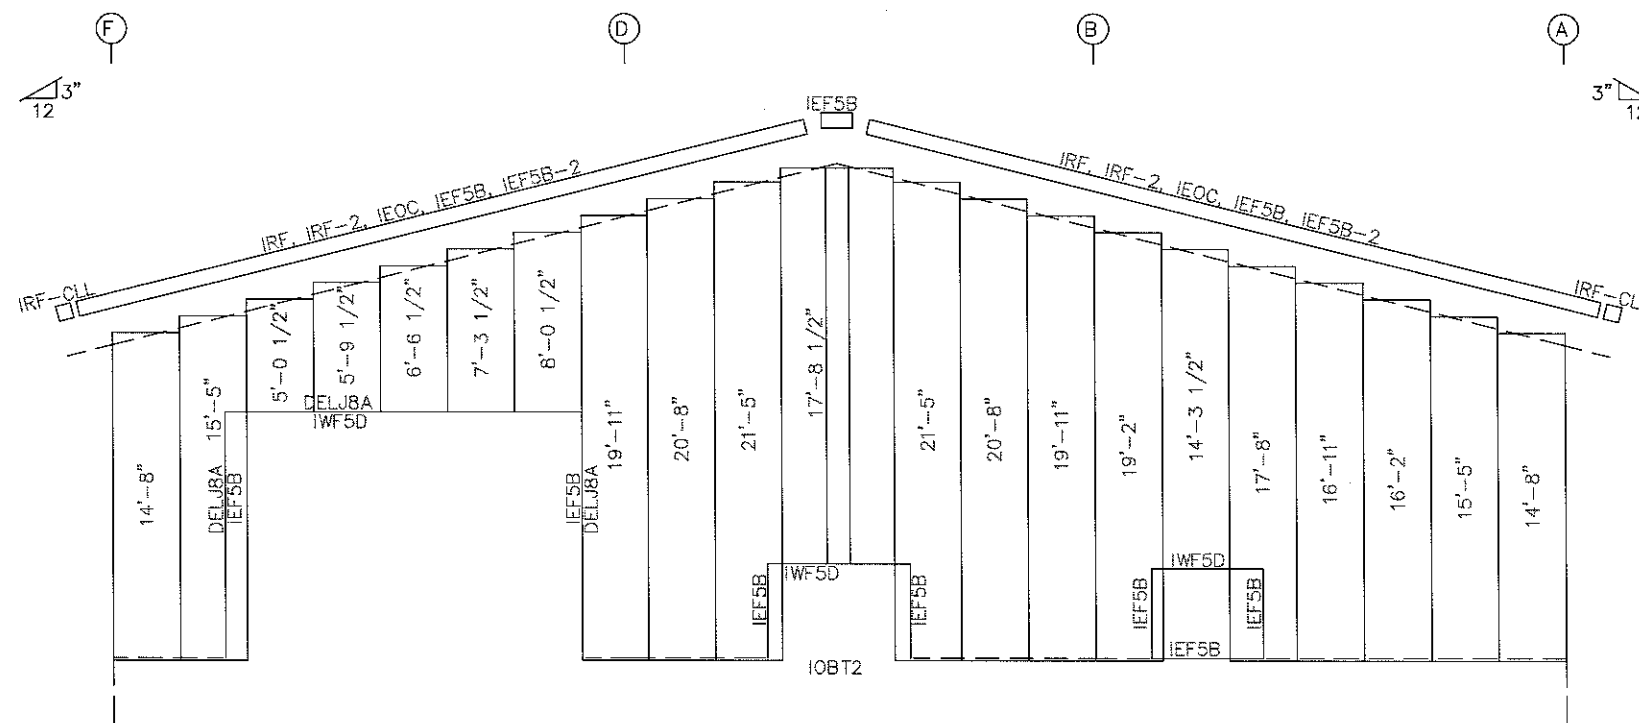 F
D
B
A
3"
12
3"
12
IEF5B
IRF, IRF-2, IEOC, IEF5B, IEF5B-2
IRF, IRF-2, IEOC, IEF5B, IEF5B-2
IRF-CLL
IRF-CL
14'-8"
15'-5"
5'-0 1/2"
5'-9 1/2"
6'-6 1/2"
7'-3 1/2"
8'-0 1/2"
19'-11"
20'-8"
21'-5"
17'-8 1/2"
21'-5"
20'-8"
19'-11"
19'-2"
14'-3 1/2"
17'-8"
16'-11"
16'-2"
15'-5"
14'-8"
DELJ8A
IWF5D
DELJ8A
IEF5B
IEF5B
DELJ8A
IEF5B
IWF5D
IEF5B
IEF5B
IWF5D
IEF5B
IEF5B
IOBT2